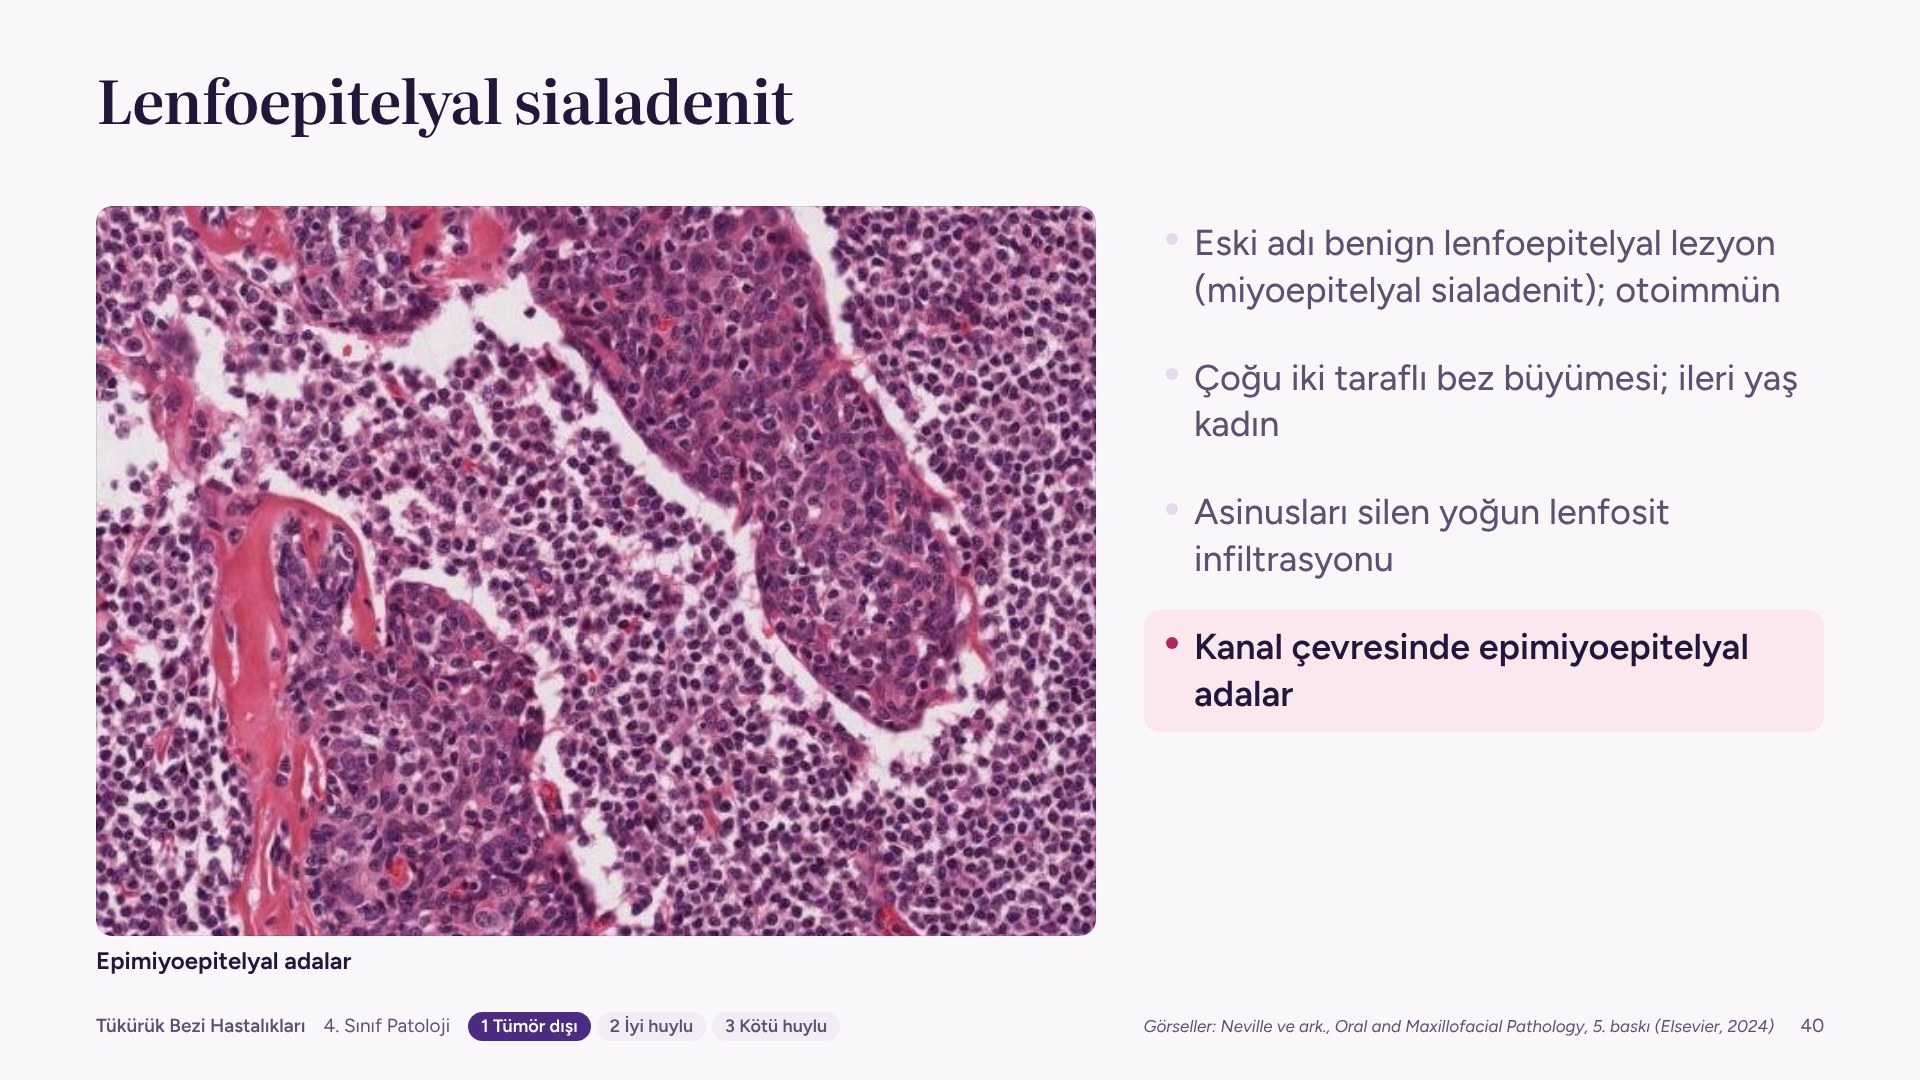 Lenfoepitelyal sialadenit
Eski adı benign lenfoepitelyal lezyon
(miyoepitelyal sialadenit); otoimmün
Çoğu iki taraflı bez büyümesi; ileri yaş
kadın
Asinusları silen yoğun lenfosit
infiltrasyonu
Kanal çevresinde epimiyoepitelyal
adalar
Epimiyoepitelyal adalar
Tükürük Bezi Hastalıkları 4. Sınıf Patoloji 1 Tümör dışı 2 İyi huylu 3 Kötü huylu
Görseller: Neville ve ark., Oral and Maxillofacial Pathology, 5. baskı (Elsevier, 2024) 40